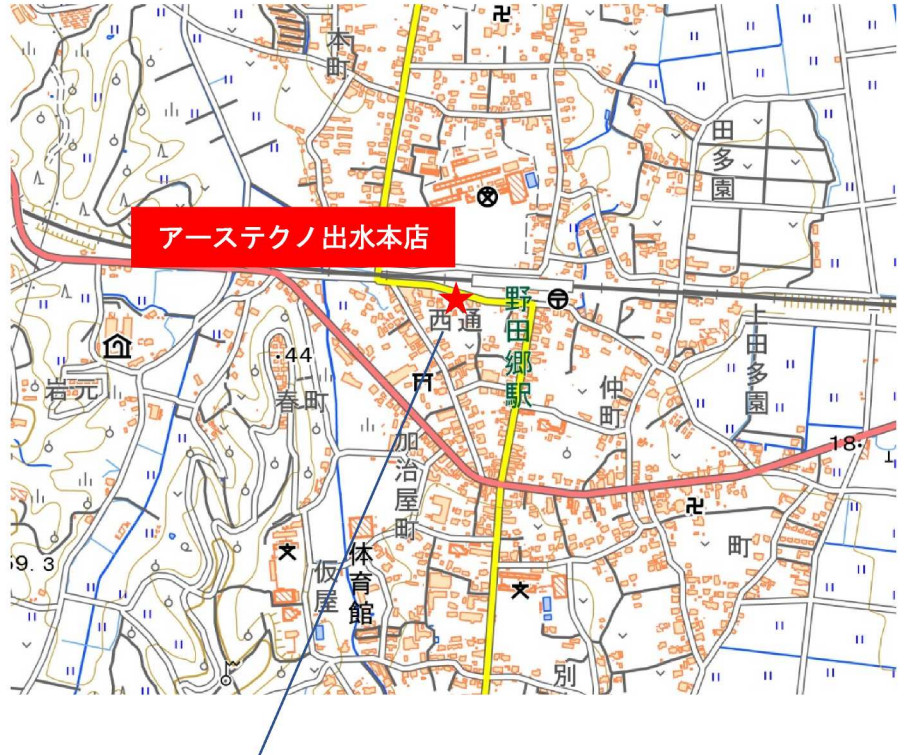 本町
田多園
アーステクノ出水本店
野田郷駅
西通
上田多園
・44
岩元
春町
仲町
加治屋町
18・
59.3
体育館
仮屋
町
別